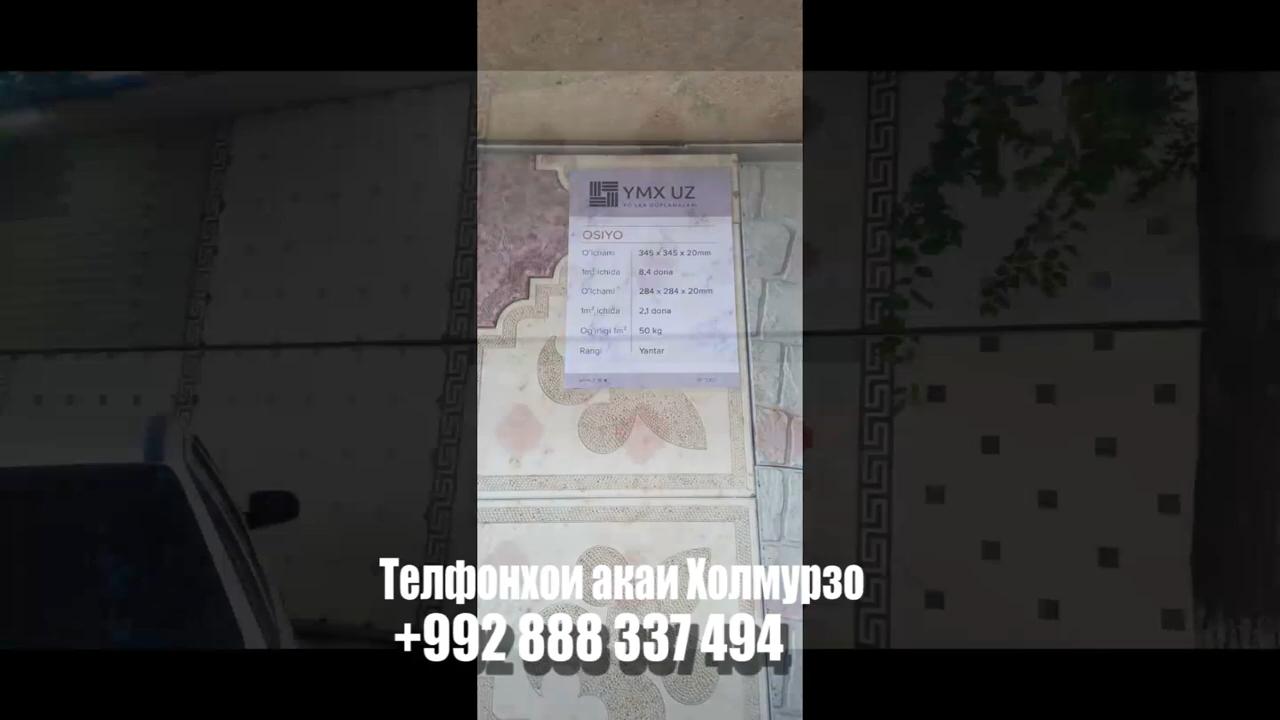 YMX UZ
OSIYO
O'lchami 345 x 345 x 20mm
1m² ichida 8,4 dona
O'lchami 284 x 284 x 20mm
1m² ichida 2,1 dona
Og'irligi 1m² 50 kg
Rangi Yantar
Телфонхои акаи Холмурзо
+992 888 337 494